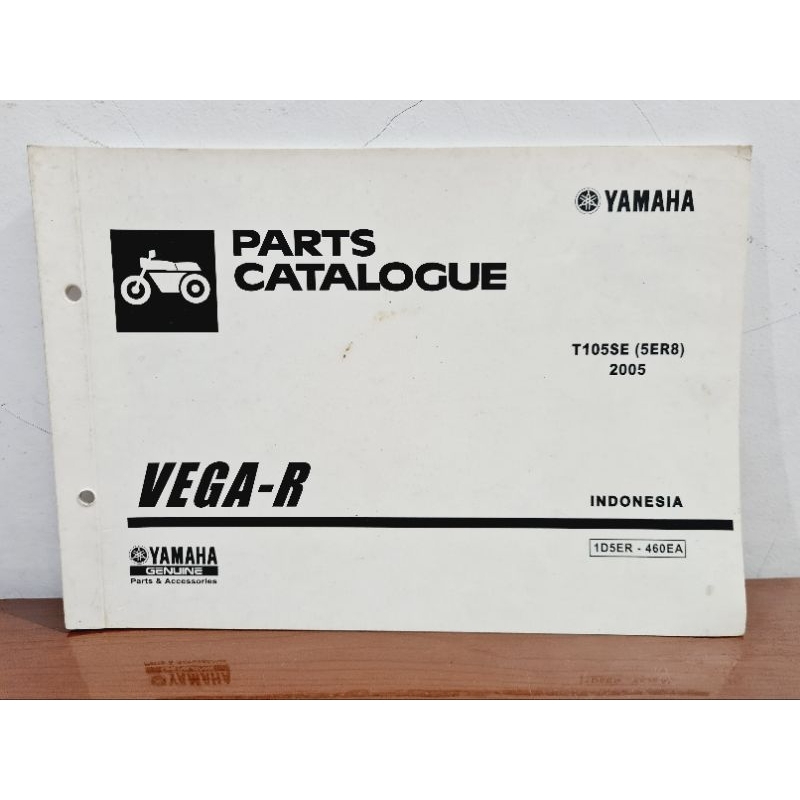 YAMAHA
PARTS
CATALOGUE
T105SE (5ER8)
2005
VEGA-R
INDONESIA
1D5ER - 460EA
YAMAHA
GENUINE
Parts & Accessories